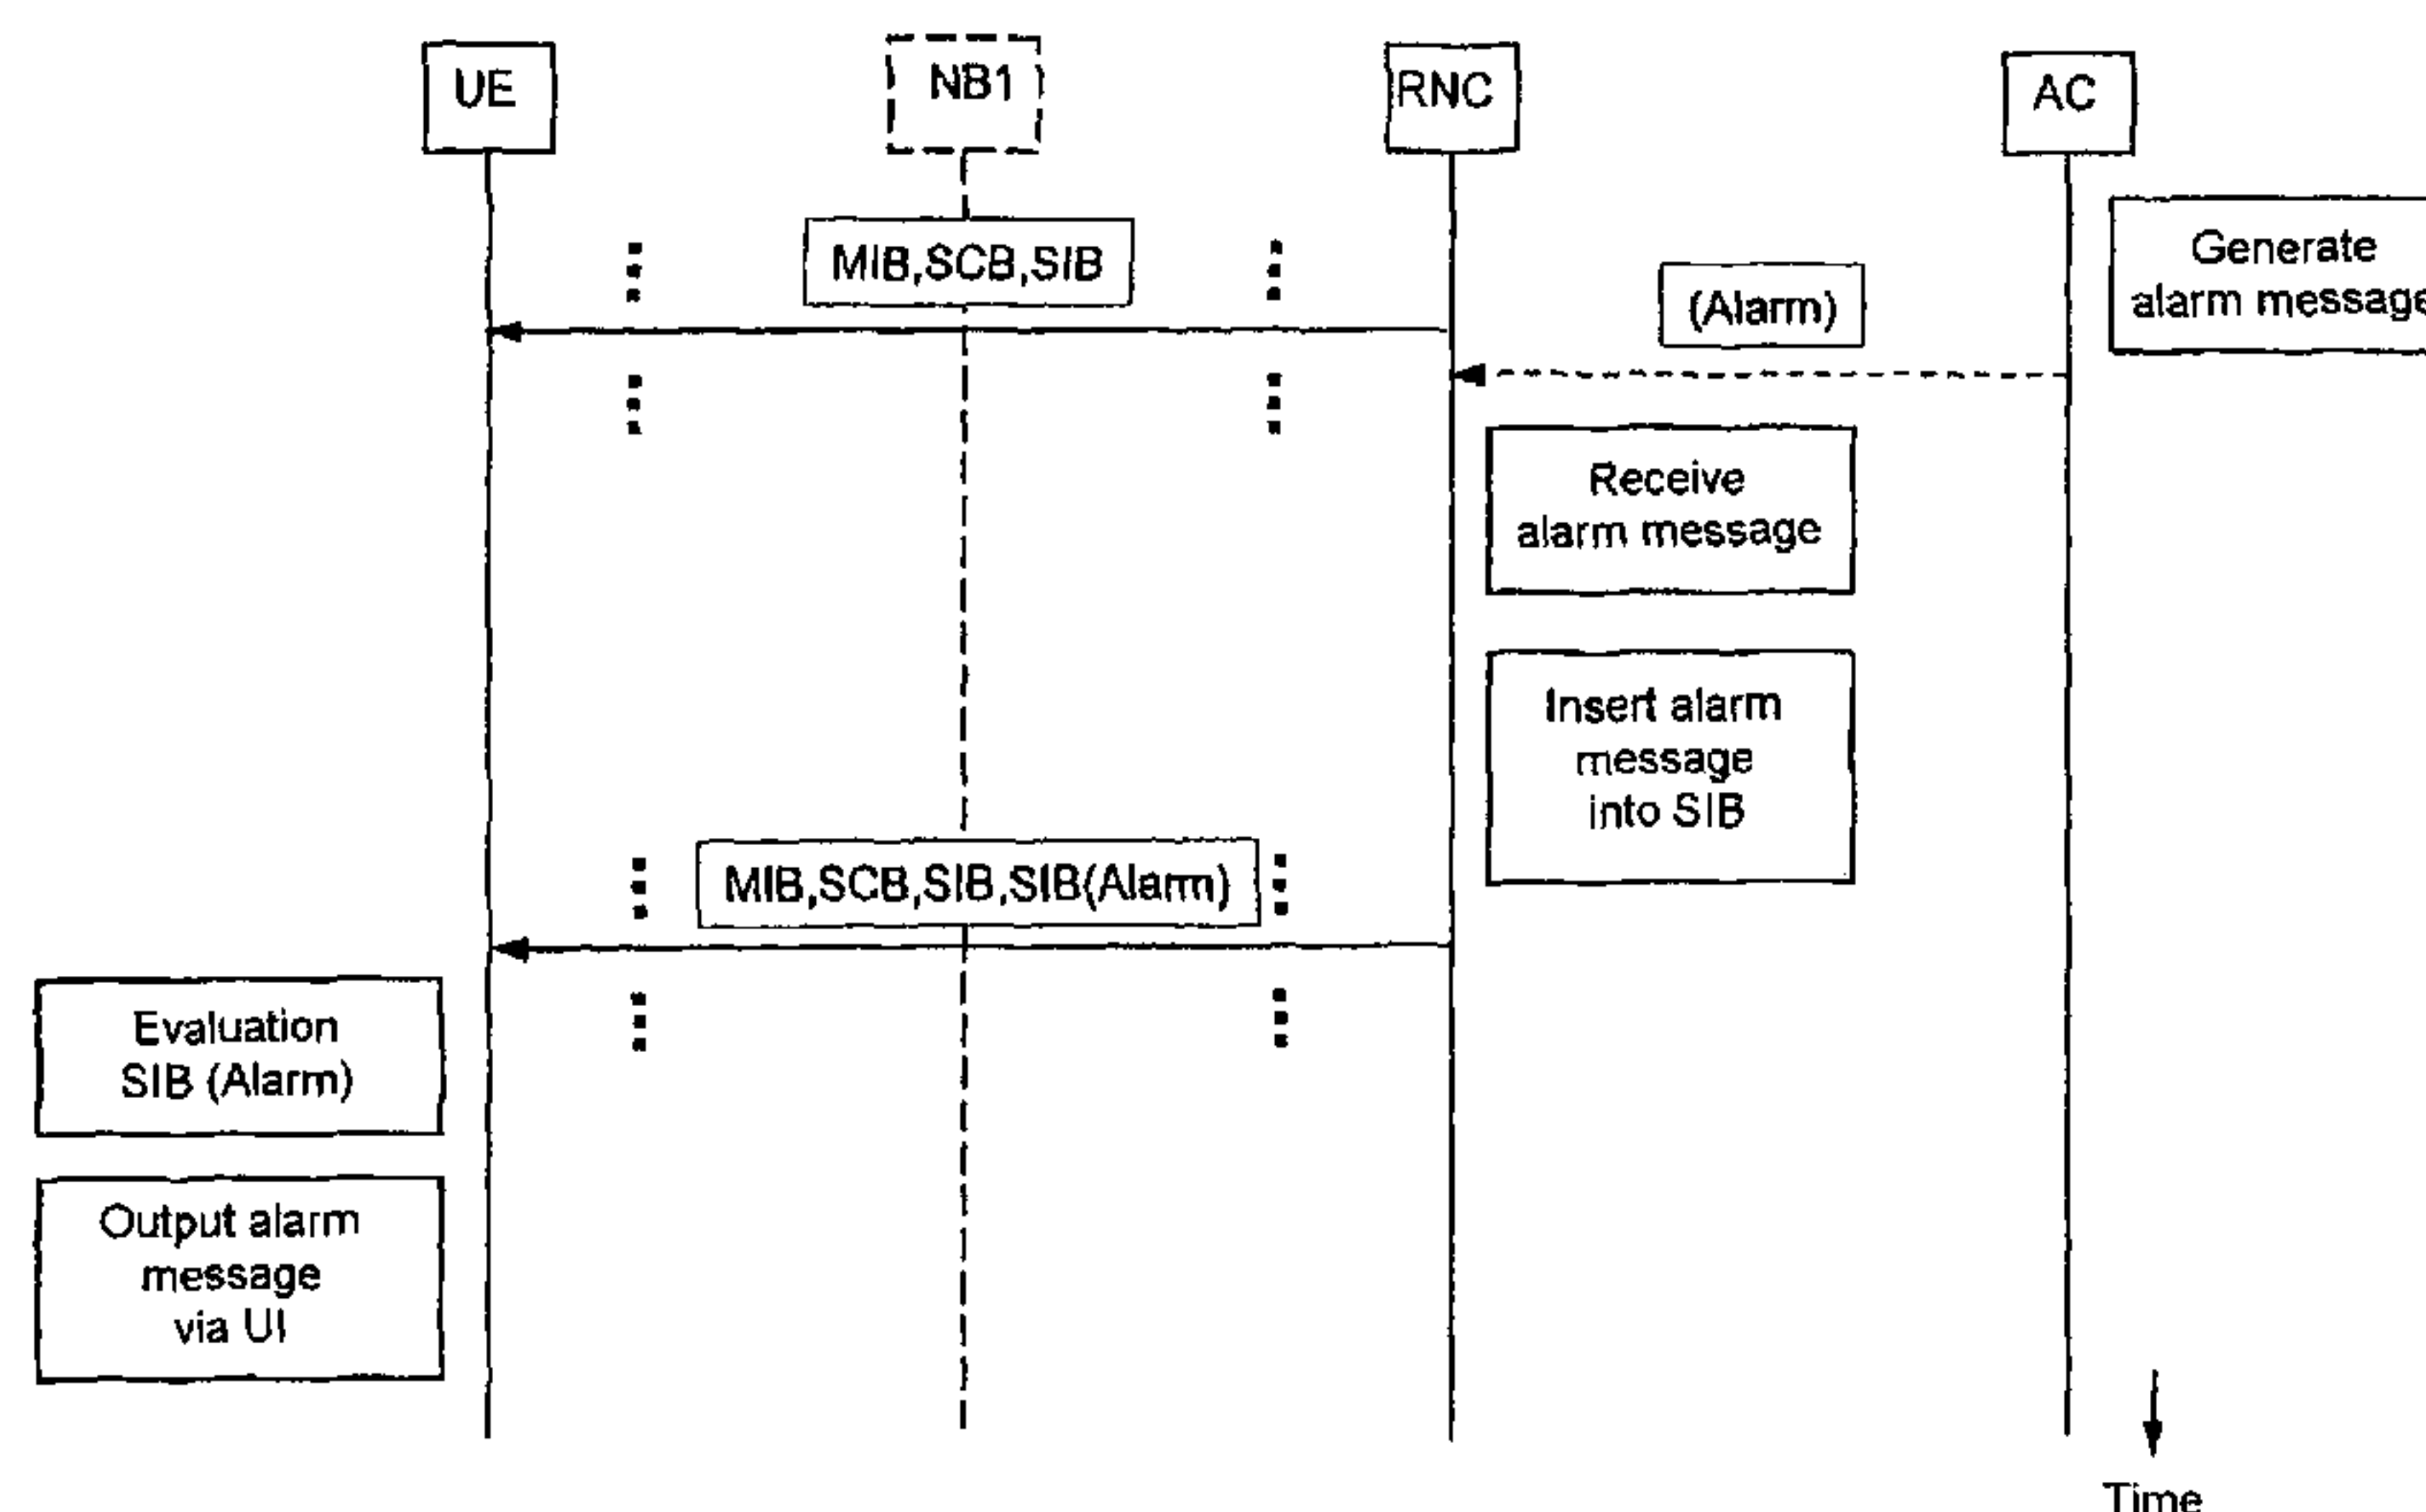 UE
NB1
RNC
AC
MIB,SCB,SIB
(Alarm)
Generate
alarm message
Receive
alarm message
Insert alarm
message
into SIB
MIB,SCB,SIB,SIB(Alarm)
Evaluation
SIB (Alarm)
Output alarm
message
via UI
Time